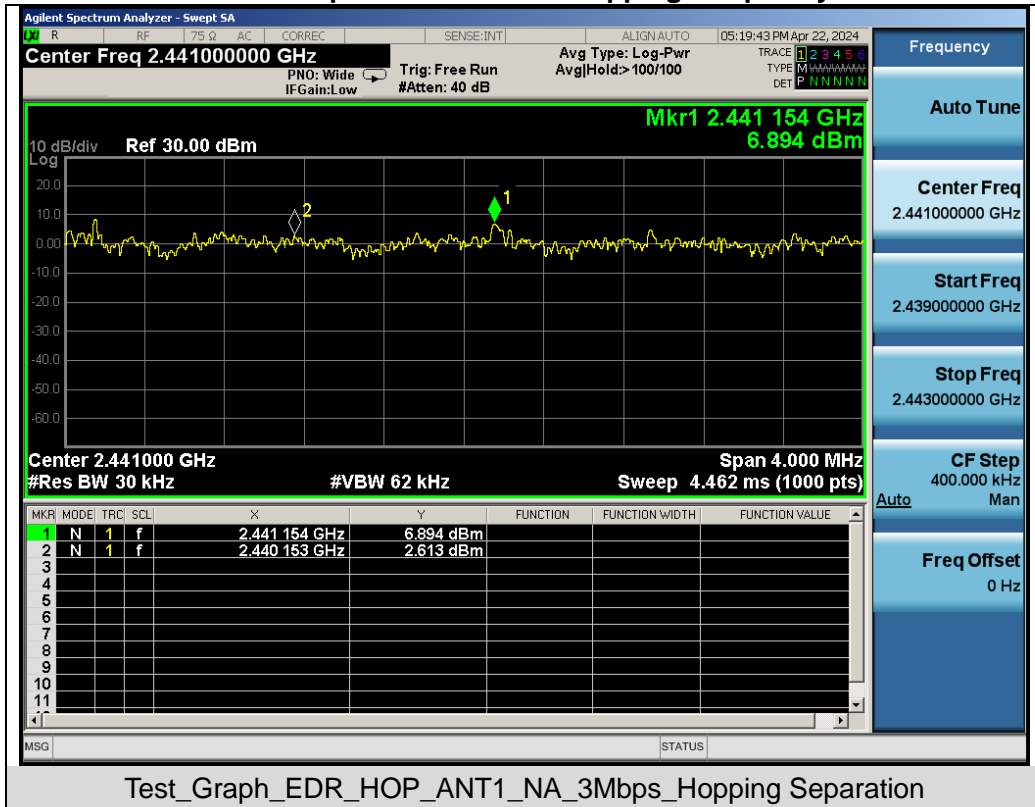 Agilent Spectrum Analyzer - Swept SA
LXI R RF 75 Ω AC CORREC SENSE:INT ALIGN AUTO 05:19:43 PM Apr 22, 2024
Center Freq 2.441000000 GHz
PNO: Wide
IFGain:Low
Trig: Free Run
#Atten: 40 dB
Avg Type: Log-Pwr
Avg|Hold:>100/100
TRACE 1 2 3 4 5 6
TYPE M
DET P N N N N N
Mkr1 2.441 154 GHz
6.894 dBm
10 dB/div Ref 30.00 dBm
Log
20.0
10.0
0.00
-10.0
-20.0
-30.0
-40.0
-50.0
-60.0
2
1
Center 2.441000 GHz Span 4.000 MHz
#Res BW 30 kHz #VBW 62 kHz Sweep 4.462 ms (1000 pts)
MKR MODE TRC SCL X Y FUNCTION FUNCTION WIDTH FUNCTION VALUE
1 N 1 f 2.441 154 GHz 6.894 dBm
2 N 1 f 2.440 153 GHz 2.613 dBm
3
4
5
6
7
8
9
10
11
MSG STATUS
Frequency
Auto Tune
Center Freq
2.441000000 GHz
Start Freq
2.439000000 GHz
Stop Freq
2.443000000 GHz
CF Step
400.000 kHz
Auto Man
Freq Offset
0 Hz
Test_Graph_EDR_HOP_ANT1_NA_3Mbps_Hopping Separation